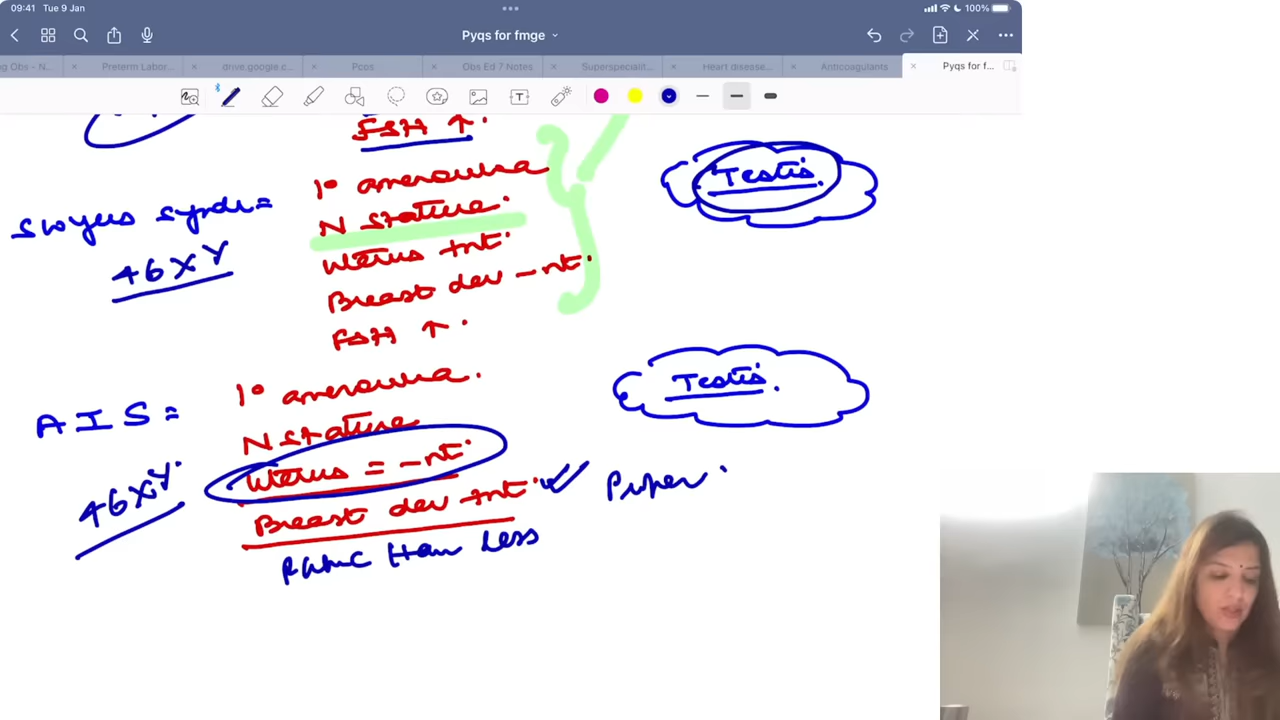 09:41 Tue 9 Jan
100%
Pyqs for fmge
ng Obs - N...
Preterm Labor...
drive.google c...
Pcos
Obs Ed 7 Notes
Superspecialit...
Heart disease...
Anticoagulants
Pyqs for f...
FSH ↑.
1° amenorrhea
N stature.
Uterus +nt.
Breast dev -nt.
FSH ↑.
Swyers syndr =
46XY
Testis.
AIS =
46XY.
1° amenorrhea.
N stature
Uterus = -nt.
Breast dev +nt. ✓
Pubic Hair Less
Testis.